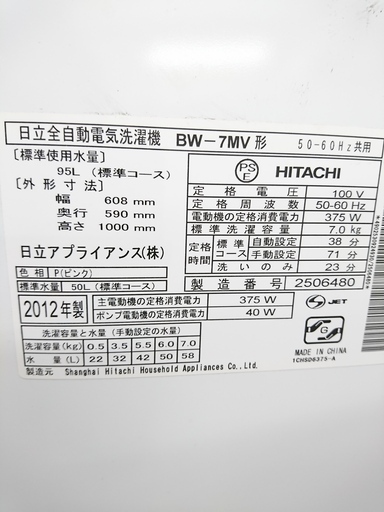 日立全自動電気洗濯機 BW-7MV形 50-60Hz共用
〔標準使用水量〕
95L (標準コース)
〔外形寸法〕
幅 608 mm
奥行 590 mm
高さ 1000 mm
日立アプライアンス(株)
色相 P(ピンク)
標準水量 50L (標準コース)
PS
E
HITACHI
定格電圧 100 V
定格周波数 50-60 Hz
電動機の定格消費電力 375 W
標準洗濯容量 7.0 kg
定格時間 標準コース 自動設定 38 分
手動設定 71 分
洗いのみ 23 分
製造番号 2506480
2012年製
主電動機の定格消費電力 375 W
ポンプ電動機の定格消費電力 40 W
JET
洗濯容量と水量 (手動設定の水量)
洗濯容量(kg) 0.5 3.5 5.5 6.0 7.0
水量(L) 22 32 42 50 58
G
MADE IN CHINA
1CHSD6375-A
製造元 Shanghai Hitachi Household Appliances Co., Ltd.